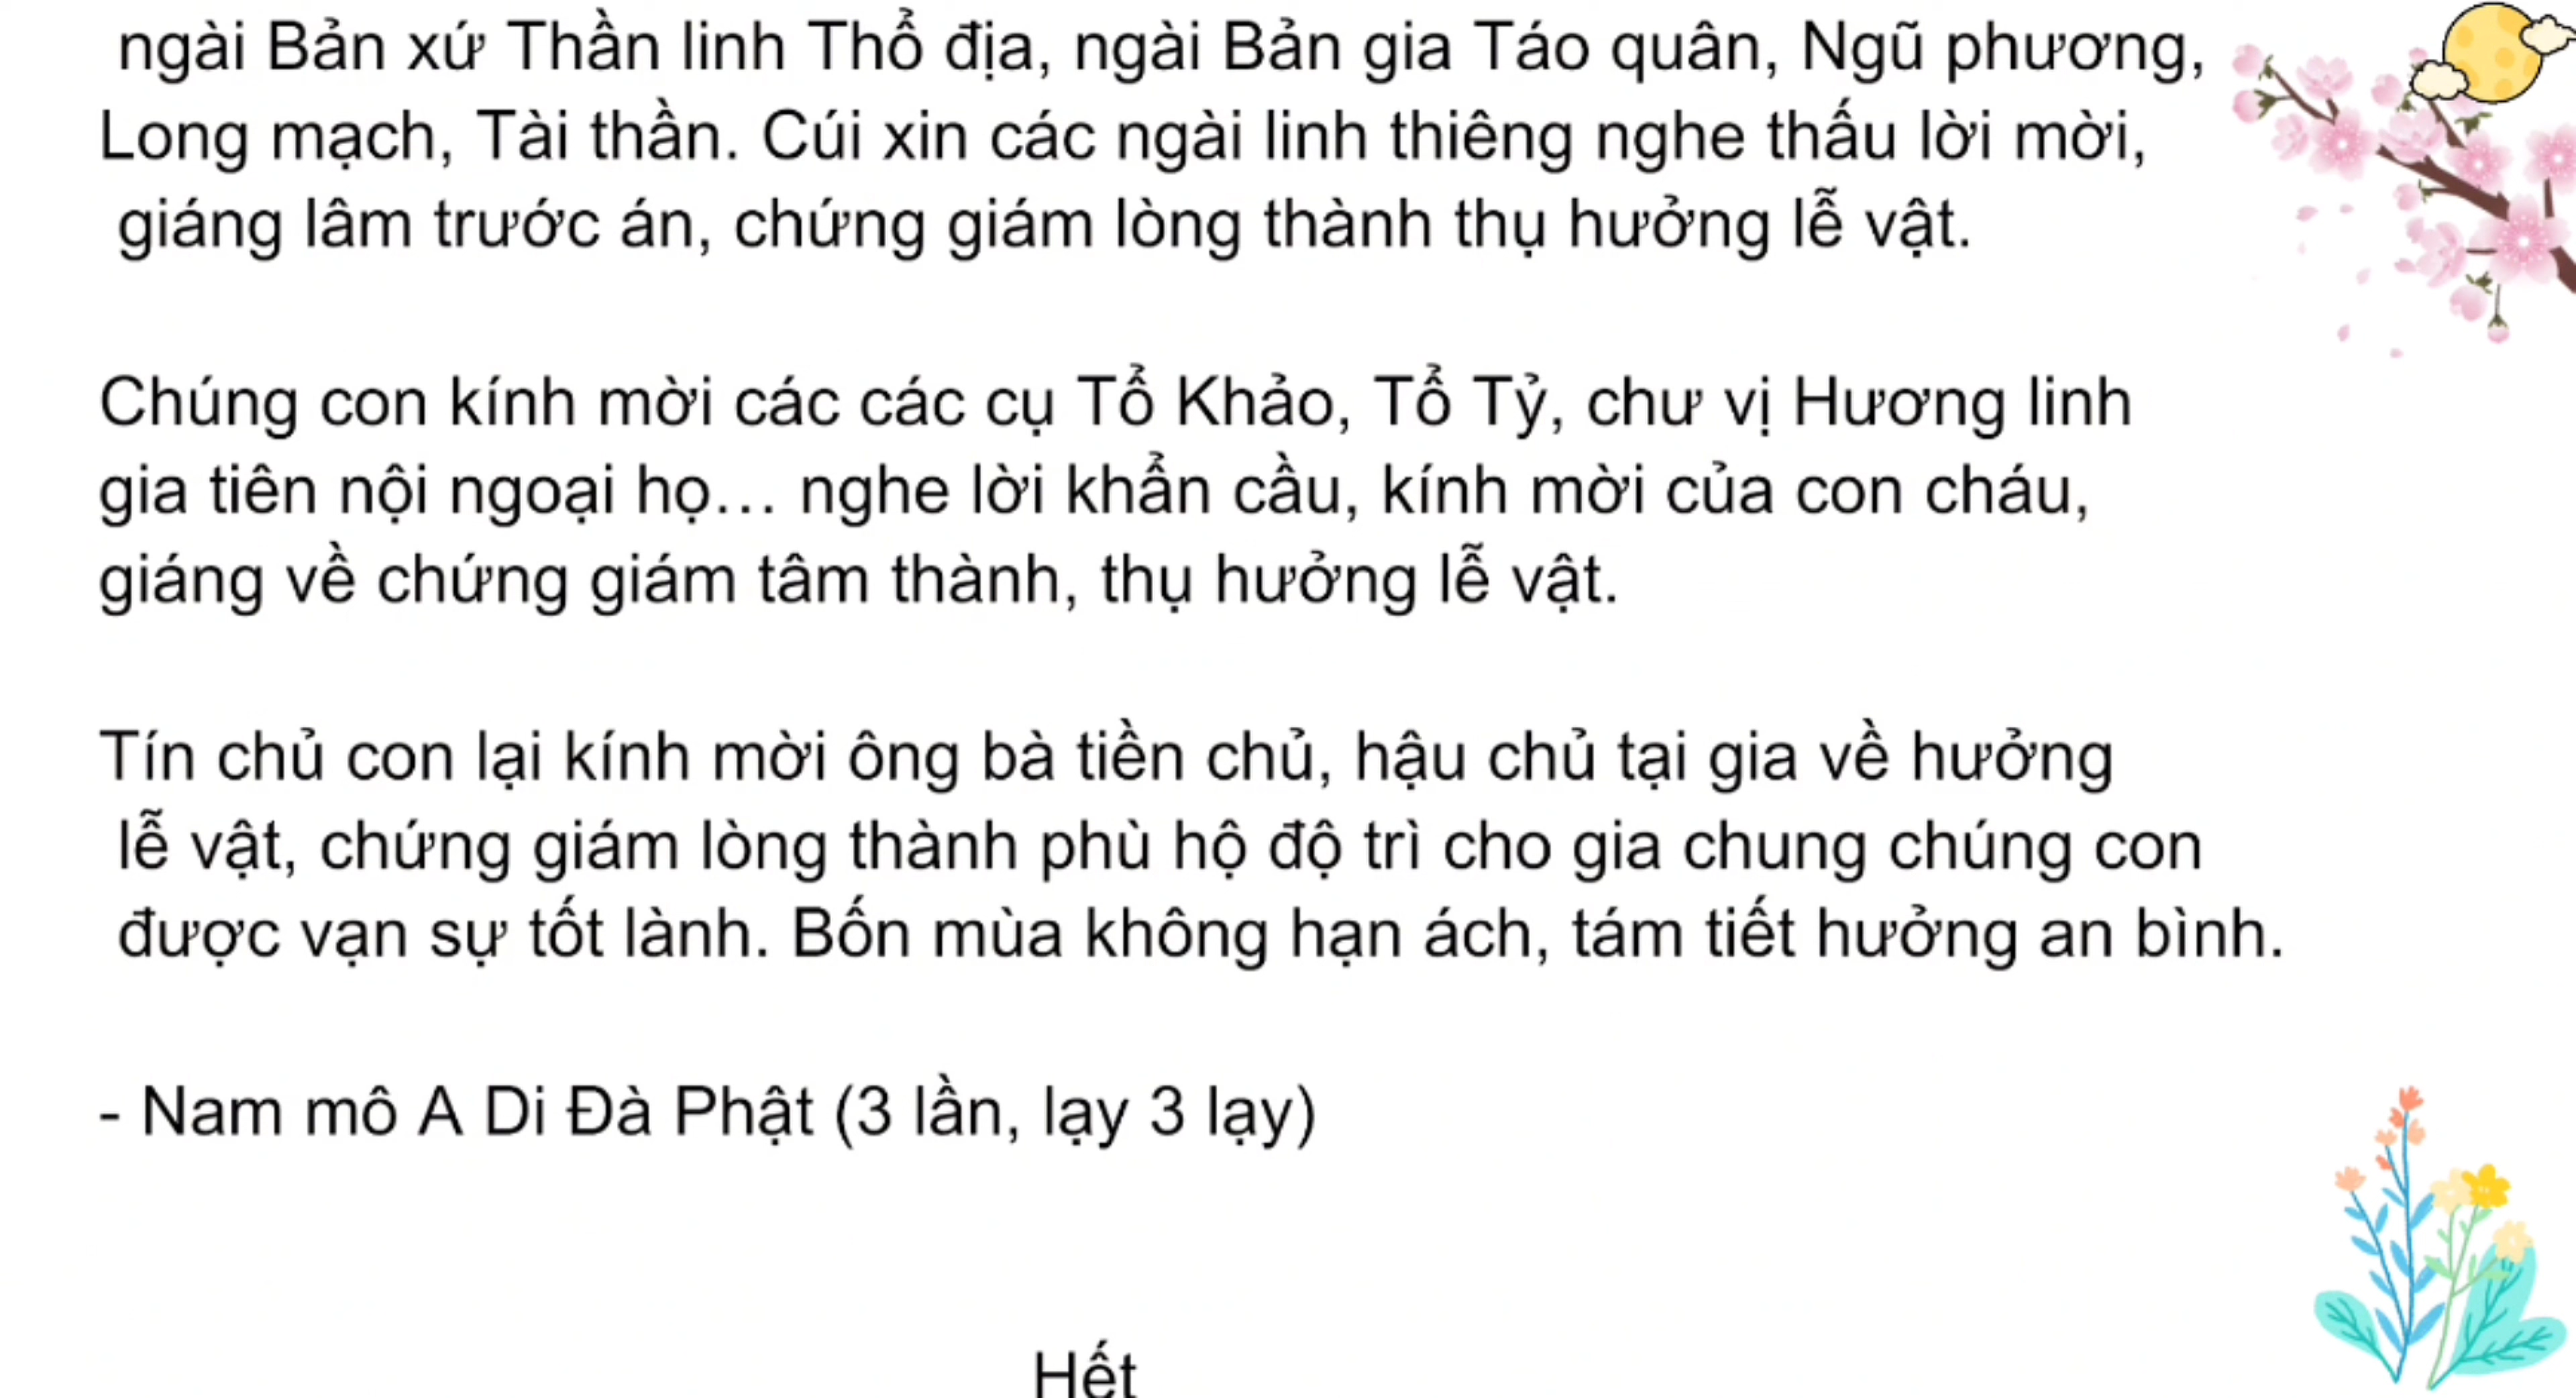 ngài Bản xứ Thần linh Thổ địa, ngài Bản gia Táo quân, Ngũ phương,
Long mạch, Tài thần. Cúi xin các ngài linh thiêng nghe thấu lời mời,
giáng lâm trước án, chứng giám lòng thành thụ hưởng lễ vật.
Chúng con kính mời các các cụ Tổ Khảo, Tổ Tỷ, chư vị Hương linh
gia tiên nội ngoại họ... nghe lời khẩn cầu, kính mời của con cháu,
giáng về chứng giám tâm thành, thụ hưởng lễ vật.
Tín chủ con lại kính mời ông bà tiền chủ, hậu chủ tại gia về hưởng
lễ vật, chứng giám lòng thành phù hộ độ trì cho gia chung chúng con
được vạn sự tốt lành. Bốn mùa không hạn ách, tám tiết hưởng an bình.
- Nam mô A Di Đà Phật (3 lần, lạy 3 lạy)
Hết